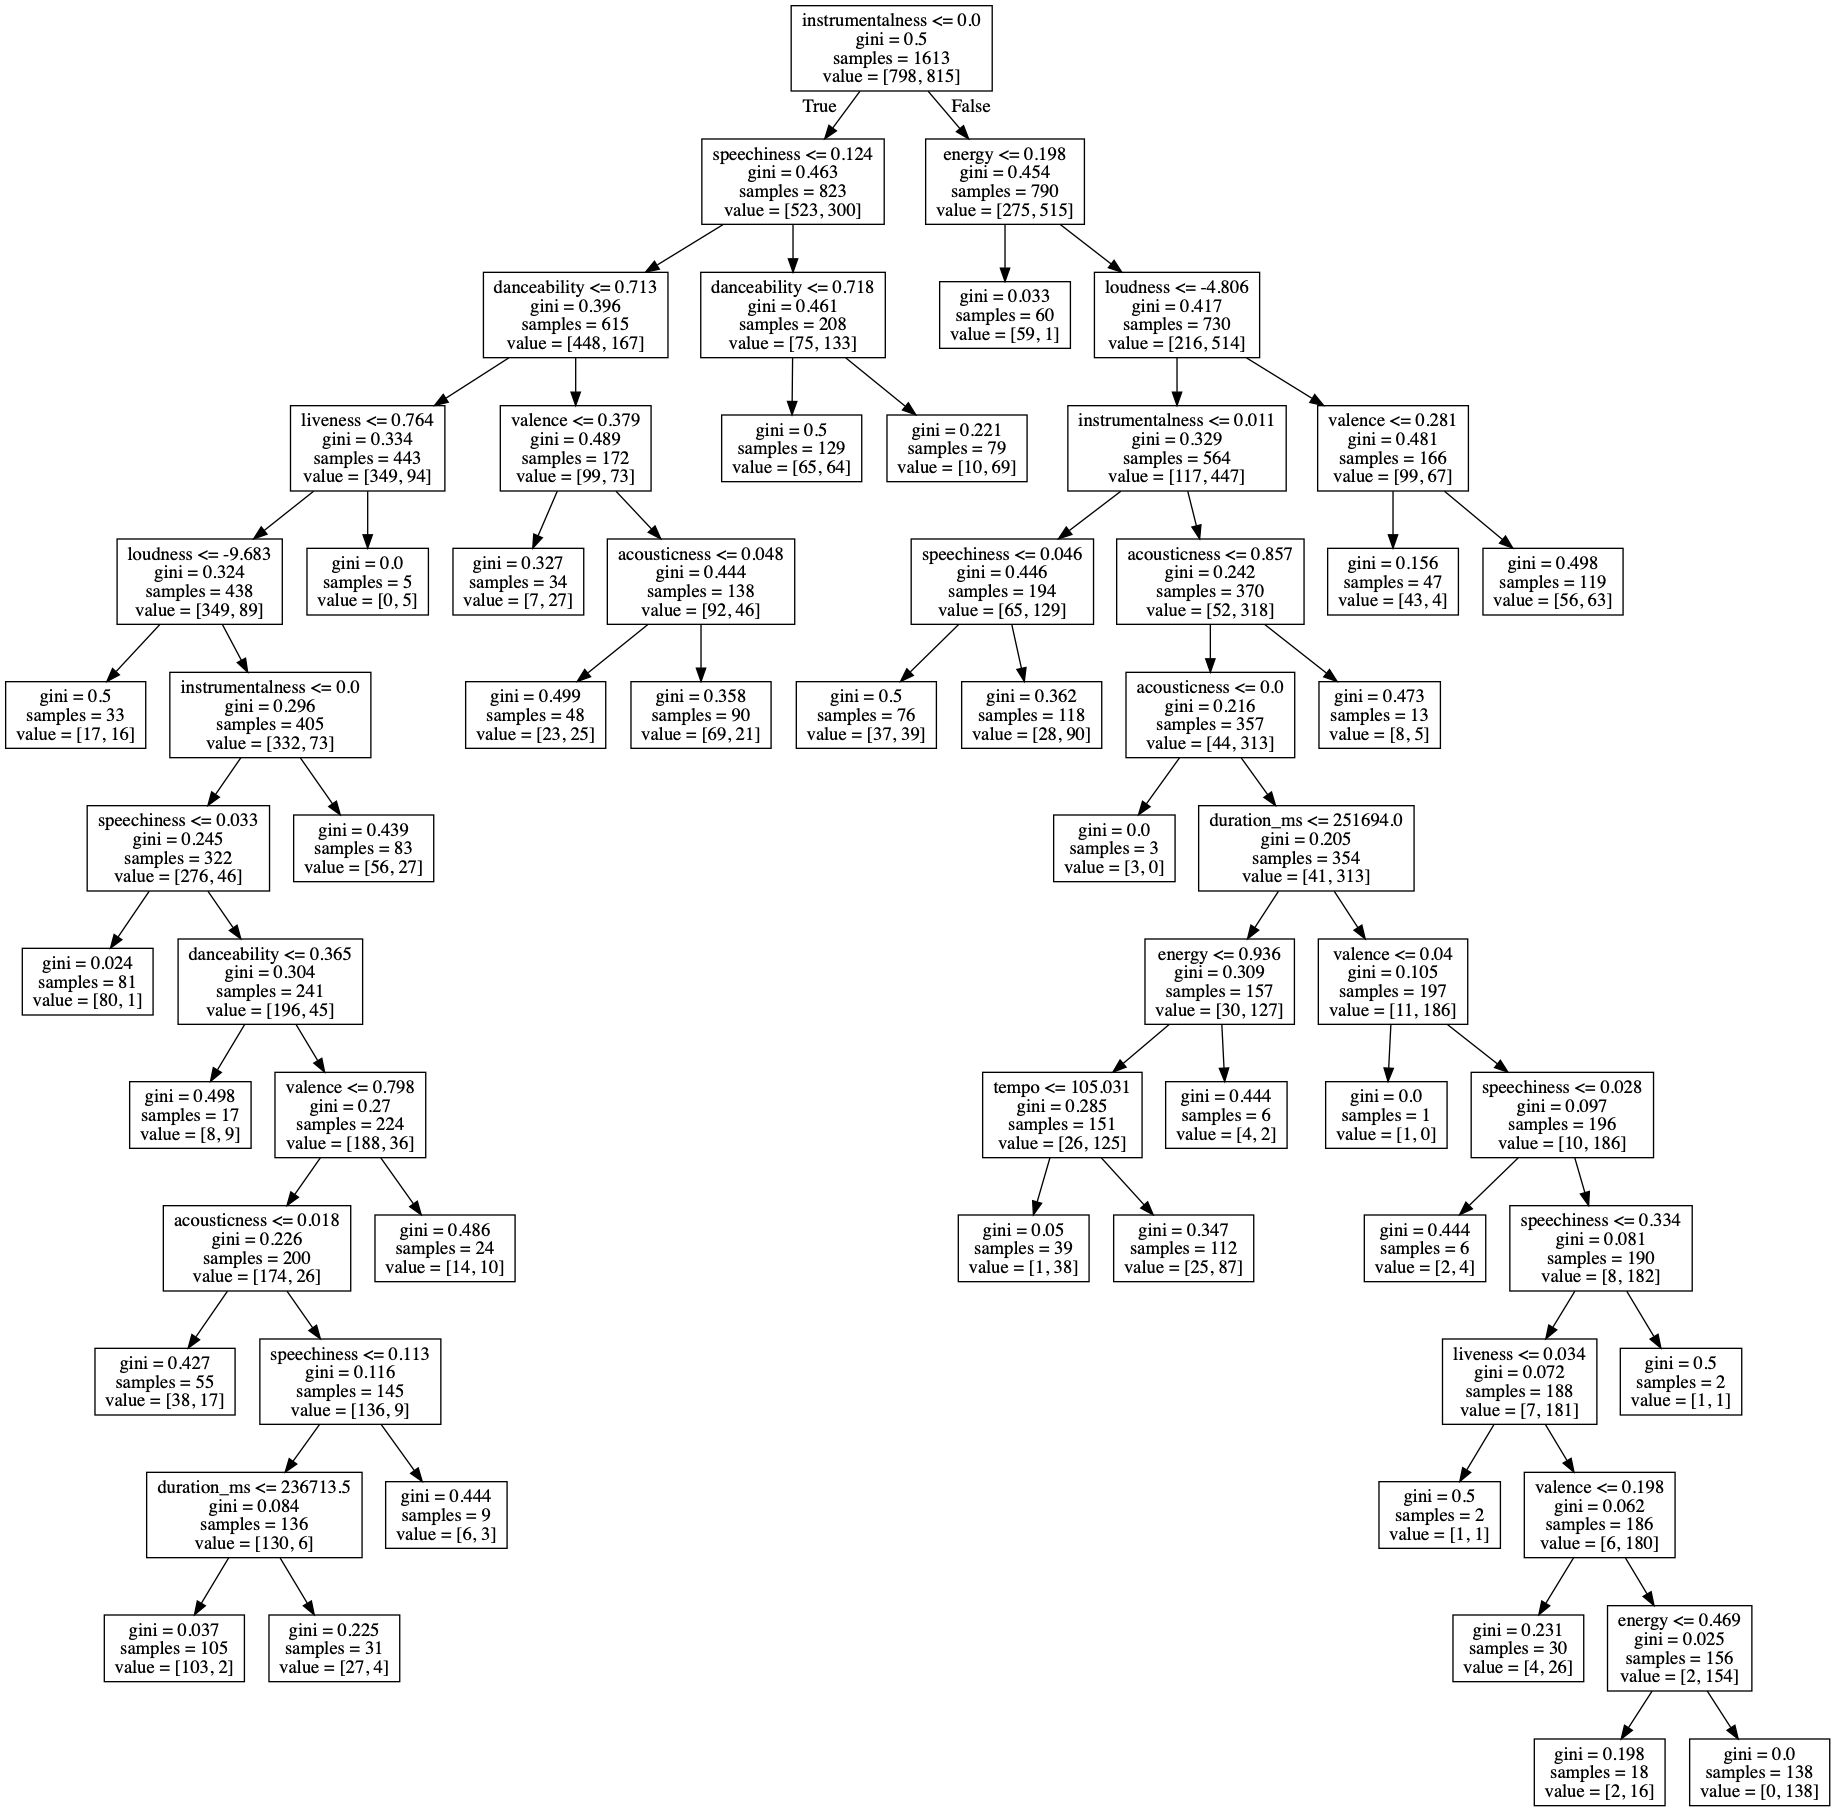 instrumentalness <= 0.0
gini = 0.5
samples = 1613
value = [798, 815]
True
False
speechiness <= 0.124
gini = 0.463
samples = 823
value = [523, 300]
energy <= 0.198
gini = 0.454
samples = 790
value = [275, 515]
danceability <= 0.713
gini = 0.396
samples = 615
value = [448, 167]
danceability <= 0.718
gini = 0.461
samples = 208
value = [75, 133]
gini = 0.033
samples = 60
value = [59, 1]
loudness <= -4.806
gini = 0.417
samples = 730
value = [216, 514]
liveness <= 0.764
gini = 0.334
samples = 443
value = [349, 94]
valence <= 0.379
gini = 0.489
samples = 172
value = [99, 73]
gini = 0.5
samples = 129
value = [65, 64]
gini = 0.221
samples = 79
value = [10, 69]
instrumentalness <= 0.011
gini = 0.329
samples = 564
value = [117, 447]
valence <= 0.281
gini = 0.481
samples = 166
value = [99, 67]
loudness <= -9.683
gini = 0.324
samples = 438
value = [349, 89]
gini = 0.0
samples = 5
value = [0, 5]
gini = 0.327
samples = 34
value = [7, 27]
acousticness <= 0.048
gini = 0.444
samples = 138
value = [92, 46]
speechiness <= 0.046
gini = 0.446
samples = 194
value = [65, 129]
acousticness <= 0.857
gini = 0.242
samples = 370
value = [52, 318]
gini = 0.156
samples = 47
value = [43, 4]
gini = 0.498
samples = 119
value = [56, 63]
gini = 0.5
samples = 33
value = [17, 16]
instrumentalness <= 0.0
gini = 0.296
samples = 405
value = [332, 73]
gini = 0.499
samples = 48
value = [23, 25]
gini = 0.358
samples = 90
value = [69, 21]
gini = 0.5
samples = 76
value = [37, 39]
gini = 0.362
samples = 118
value = [28, 90]
acousticness <= 0.0
gini = 0.216
samples = 357
value = [44, 313]
gini = 0.473
samples = 13
value = [8, 5]
speechiness <= 0.033
gini = 0.245
samples = 322
value = [276, 46]
gini = 0.439
samples = 83
value = [56, 27]
gini = 0.0
samples = 3
value = [3, 0]
duration_ms <= 251694.0
gini = 0.205
samples = 354
value = [41, 313]
gini = 0.024
samples = 81
value = [80, 1]
danceability <= 0.365
gini = 0.304
samples = 241
value = [196, 45]
energy <= 0.936
gini = 0.309
samples = 157
value = [30, 127]
valence <= 0.04
gini = 0.105
samples = 197
value = [11, 186]
gini = 0.498
samples = 17
value = [8, 9]
valence <= 0.798
gini = 0.27
samples = 224
value = [188, 36]
tempo <= 105.031
gini = 0.285
samples = 151
value = [26, 125]
gini = 0.444
samples = 6
value = [4, 2]
gini = 0.0
samples = 1
value = [1, 0]
speechiness <= 0.028
gini = 0.097
samples = 196
value = [10, 186]
acousticness <= 0.018
gini = 0.226
samples = 200
value = [174, 26]
gini = 0.486
samples = 24
value = [14, 10]
gini = 0.05
samples = 39
value = [1, 38]
gini = 0.347
samples = 112
value = [25, 87]
gini = 0.444
samples = 6
value = [2, 4]
speechiness <= 0.334
gini = 0.081
samples = 190
value = [8, 182]
gini = 0.427
samples = 55
value = [38, 17]
speechiness <= 0.113
gini = 0.116
samples = 145
value = [136, 9]
liveness <= 0.034
gini = 0.072
samples = 188
value = [7, 181]
gini = 0.5
samples = 2
value = [1, 1]
duration_ms <= 236713.5
gini = 0.084
samples = 136
value = [130, 6]
gini = 0.444
samples = 9
value = [6, 3]
gini = 0.5
samples = 2
value = [1, 1]
valence <= 0.198
gini = 0.062
samples = 186
value = [6, 180]
gini = 0.037
samples = 105
value = [103, 2]
gini = 0.225
samples = 31
value = [27, 4]
gini = 0.231
samples = 30
value = [4, 26]
energy <= 0.469
gini = 0.025
samples = 156
value = [2, 154]
gini = 0.198
samples = 18
value = [2, 16]
gini = 0.0
samples = 138
value = [0, 138]